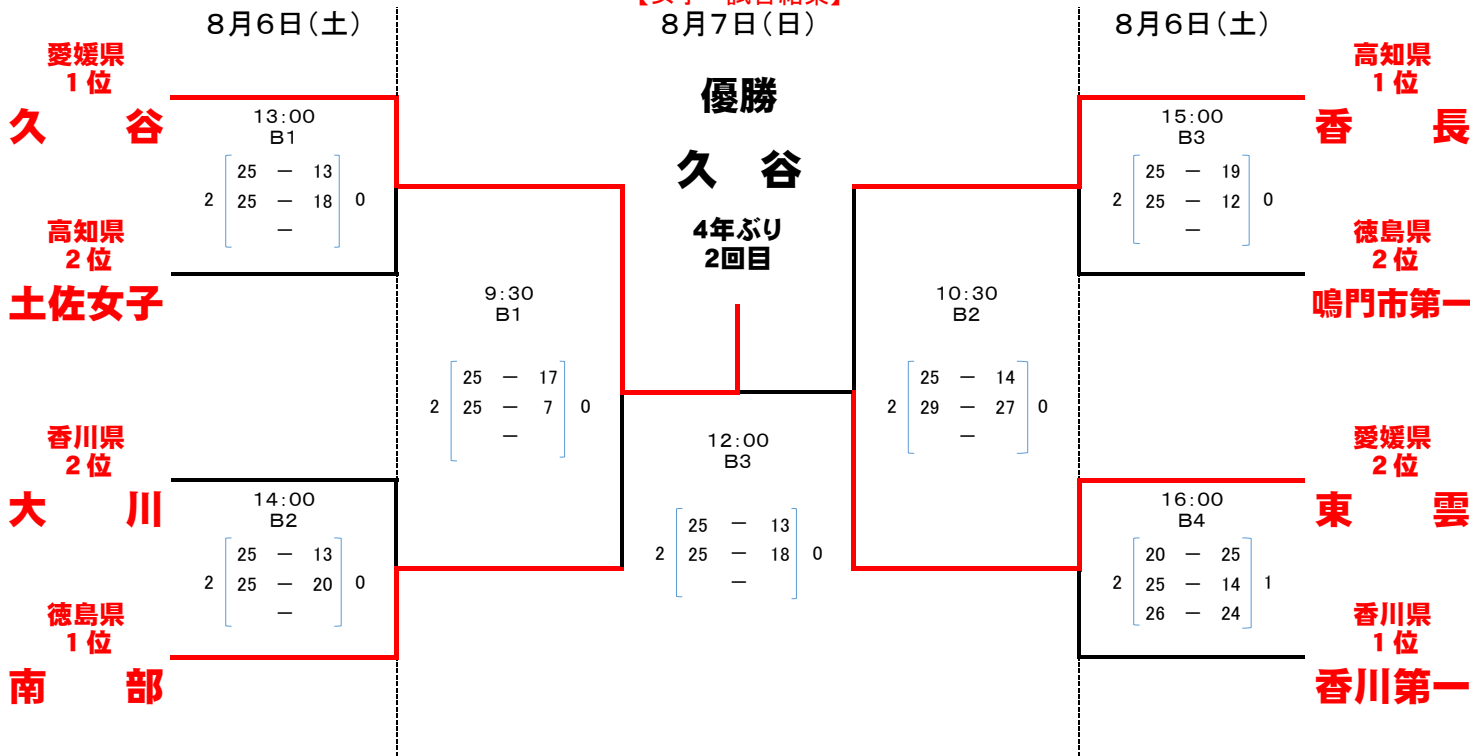 【女子 試合結果】
8月6日(土)
8月7日(日)
8月6日(土)
愛媛県
1位
久 谷
13:00
B1
25 － 13
2 25 － 18 0
－
高知県
2位
土佐女子
9:30
B1
25 － 17
2 25 － 7 0
－
香川県
2位
大 川
14:00
B2
25 － 13
2 25 － 20 0
－
徳島県
1位
南 部
優勝
久 谷
4年ぶり
2回目
12:00
B3
25 － 13
2 25 － 18 0
－
高知県
1位
香 長
15:00
B3
25 － 19
2 25 － 12 0
－
徳島県
2位
鳴門市第一
10:30
B2
25 － 14
2 29 － 27 0
－
愛媛県
2位
東 雲
16:00
B4
20 － 25
2 25 － 14 1
26 － 24
香川県
1位
香川第一